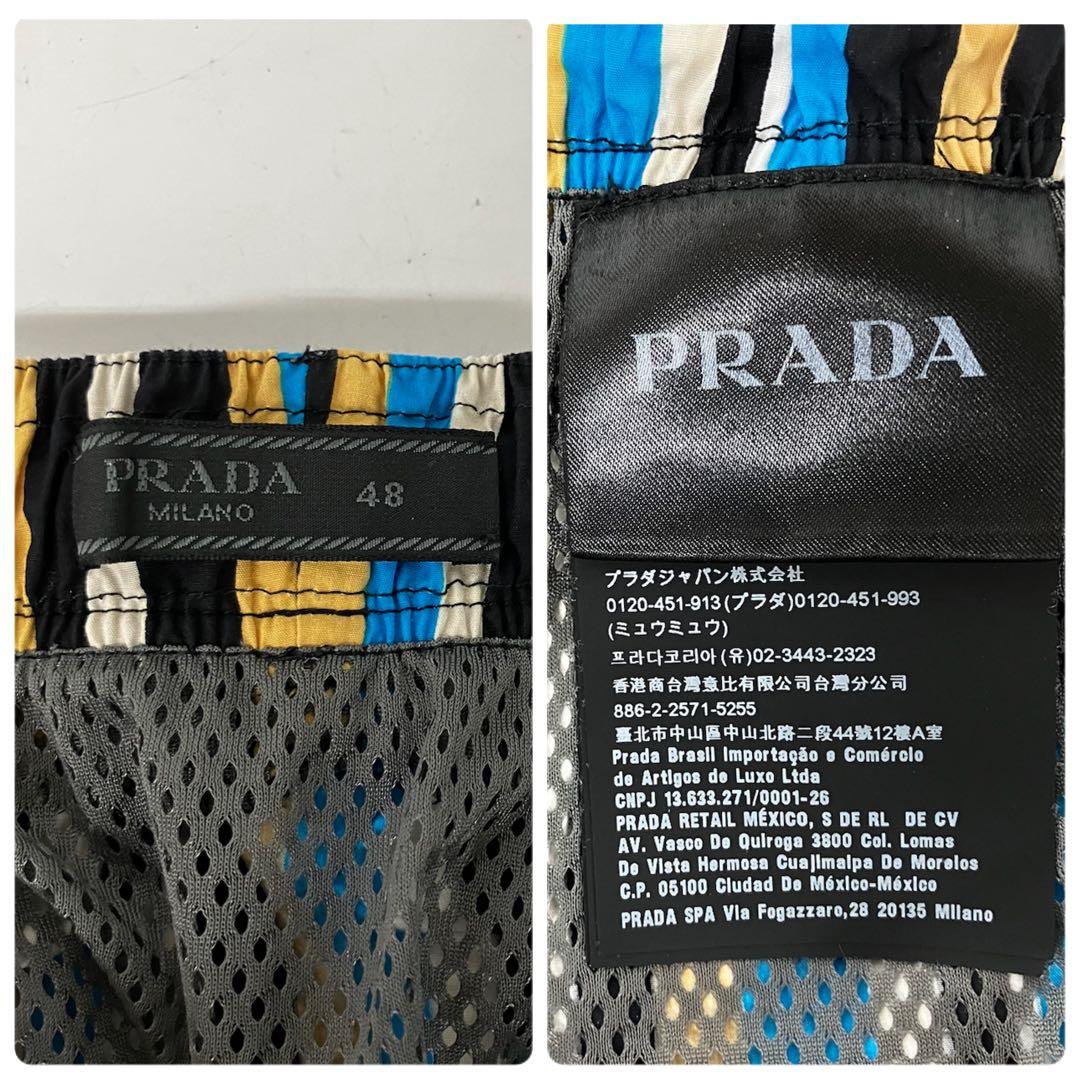 PRADA
MILANO
48
PRADA
プラダジャパン株式会社
0120-451-913(プラダ)0120-451-993
(ミュウミュウ)
프라다코리아(유)02-3443-2323
香港商台灣意比有限公司台灣分公司
886-2-2571-5255
臺北市中山區中山北路二段44號12樓A室
Prada Brasil Importação e Comércio
de Artigos de Luxo Ltda
CNPJ 13.633.271/0001-26
PRADA RETAIL MÉXICO, S DE RL DE CV
AV. Vasco De Quiroga 3800 Col. Lomas
De Vista Hermosa Cuajimalpa De Morelos
C.P. 05100 Ciudad De México-México
PRADA SPA Via Fogazzaro,28 20135 Milano